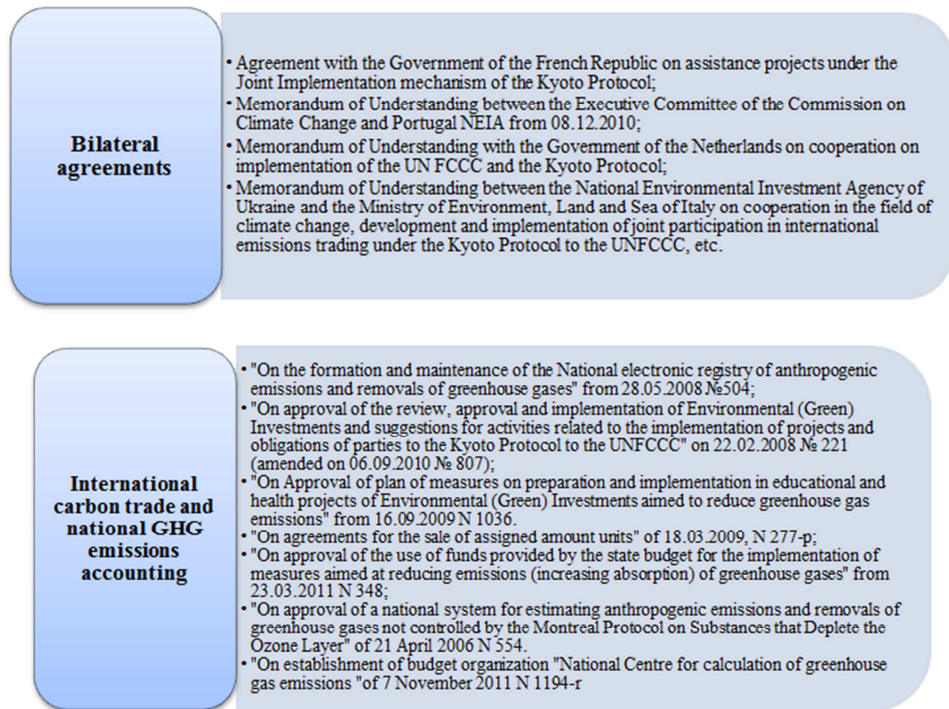 Bilateral
agreements
• Agreement with the Government of the French Republic on assistance projects under the
Joint Implementation mechanism of the Kyoto Protocol;
• Memorandum of Understanding between the Executive Committee of the Commission on
Climate Change and Portugal NEIA from 08.12.2010;
• Memorandum of Understanding with the Government of the Netherlands on cooperation on
implementation of the UN FCCC and the Kyoto Protocol;
• Memorandum of Understanding between the National Environmental Investment Agency of
Ukraine and the Ministry of Environment, Land and Sea of Italy on cooperation in the field of
climate change, development and implementation of joint participation in international
emissions trading under the Kyoto Protocol to the UNFCCC, etc.
International
carbon trade and
national GHG
emissions
accounting
• "On the formation and maintenance of the National electronic registry of anthropogenic
emissions and removals of greenhouse gases" from 28.05.2008 №504;
• "On approval of the review, approval and implementation of Environmental (Green)
Investments and suggestions for activities related to the implementation of projects and
obligations of parties to the Kyoto Protocol to the UNFCCC" on 22.02.2008 № 221
(amended on 06.09.2010 № 807);
• "On Approval of plan of measures on preparation and implementation in educational and
health projects of Environmental (Green) Investments aimed to reduce greenhouse gas
emissions" from 16.09.2009 N 1036.
• "On agreements for the sale of assigned amount units" of 18.03.2009, N 277-p;
• "On approval of the use of funds provided by the state budget for the implementation of
measures aimed at reducing emissions (increasing absorption) of greenhouse gases" from
23.03.2011 N 348;
• "On approval of a national system for estimating anthropogenic emissions and removals of
greenhouse gases not controlled by the Montreal Protocol on Substances that Deplete the
Ozone Layer" of 21 April 2006 N 554.
• "On establishment of budget organization "National Centre for calculation of greenhouse
gas emissions "of 7 November 2011 N 1194-r